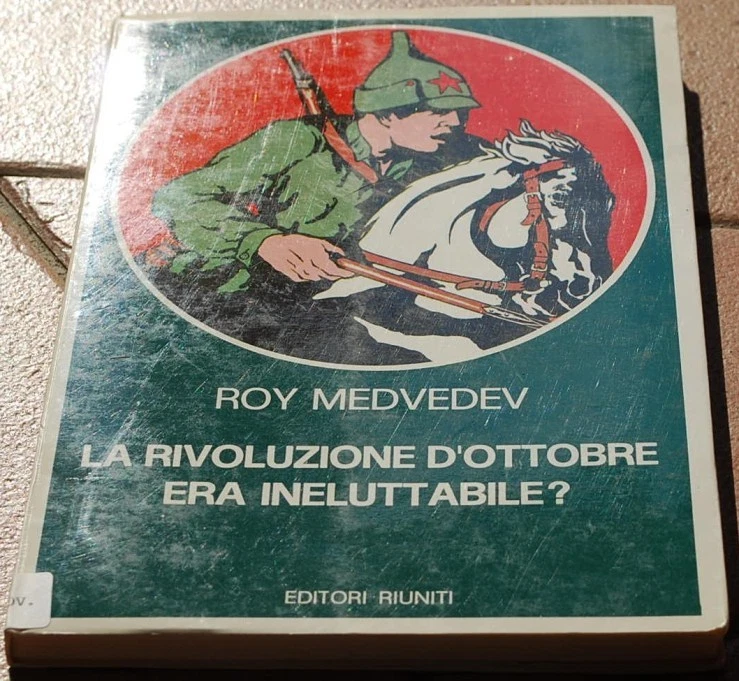 ROY MEDVEDEV
LA RIVOLUZIONE D'OTTOBRE
ERA INELUTTABILE?
EDITORI RIUNITI